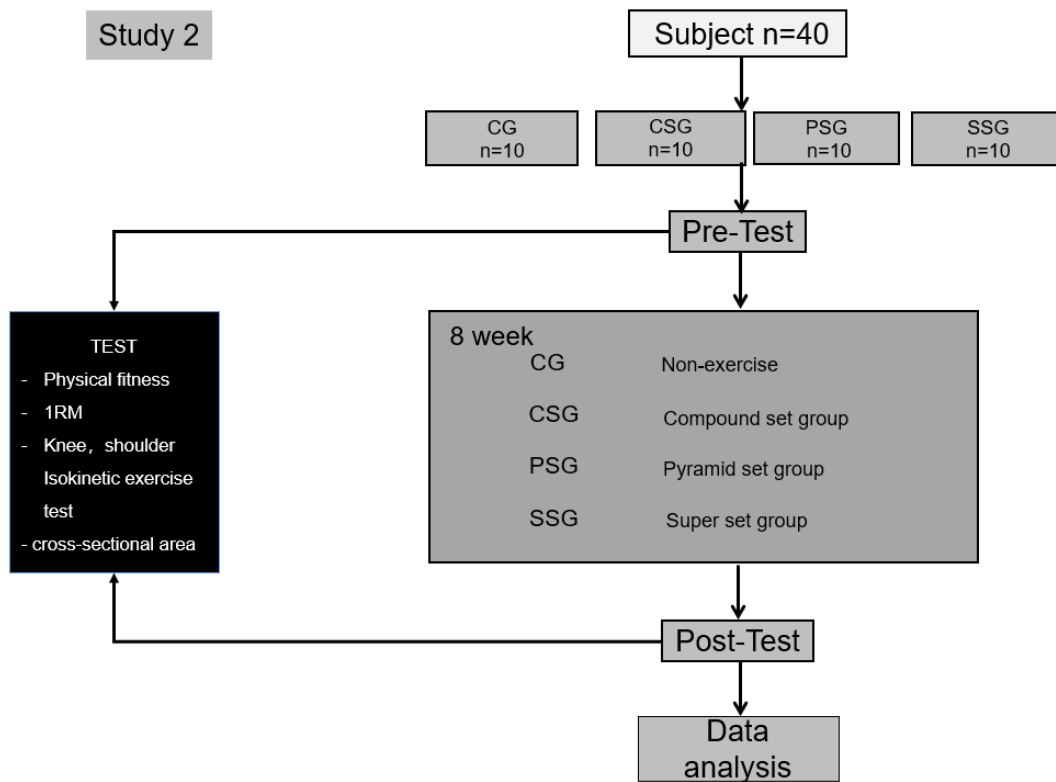 Study 2
Subject n=40
CG
n=10
CSG
n=10
PSG
n=10
SSG
n=10
Pre-Test
TEST
- Physical fitness
- 1RM
- Knee，shoulder
Isokinetic exercise
test
- cross-sectional area
8 week
CG Non-exercise
CSG Compound set group
PSG Pyramid set group
SSG Super set group
Post-Test
Data
analysis